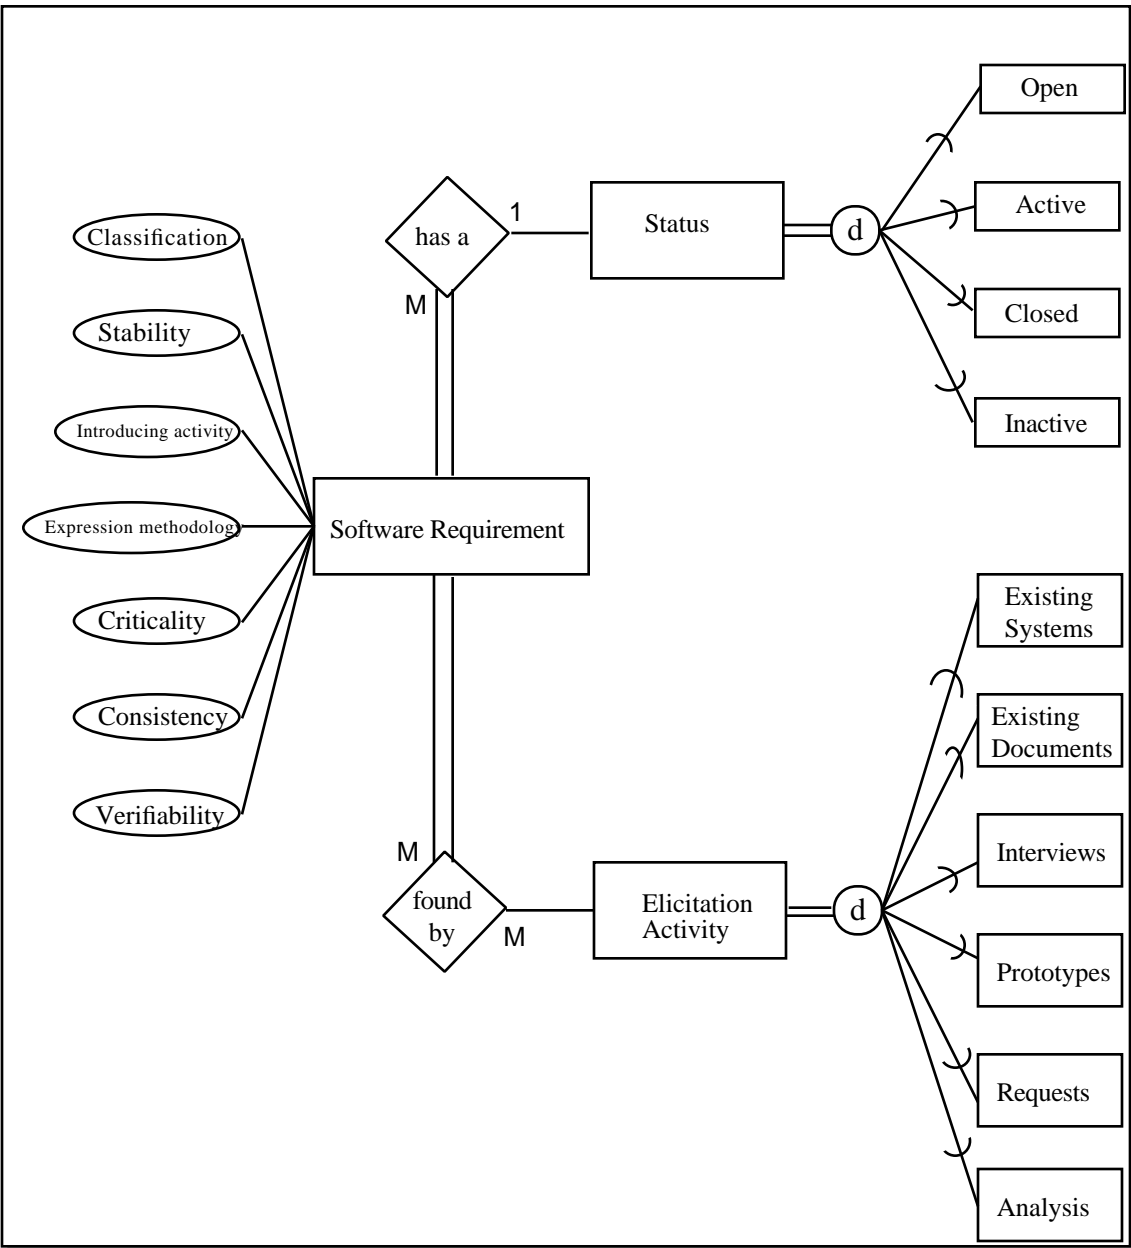 Open
has a
1
Status
d
Active
Classification
M
Closed
Stability
Inactive
Introducing activity
Expression methodology
Software Requirement
Criticality
Existing
Systems
Consistency
Existing
Documents
Verifiability
M
Interviews
found
by
M
Elicitation
Activity
d
Prototypes
Requests
Analysis